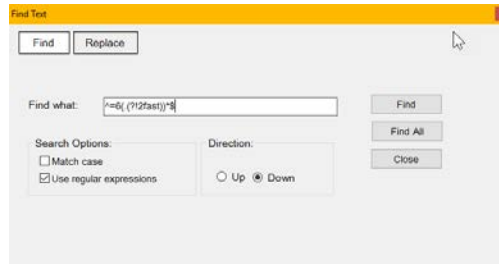 Find Text
Find Replace
Find what: ^=6( (?!2fast))*$ Find
Find All
Search Options: Direction: Close
Match case
Use regular expressions Up Down